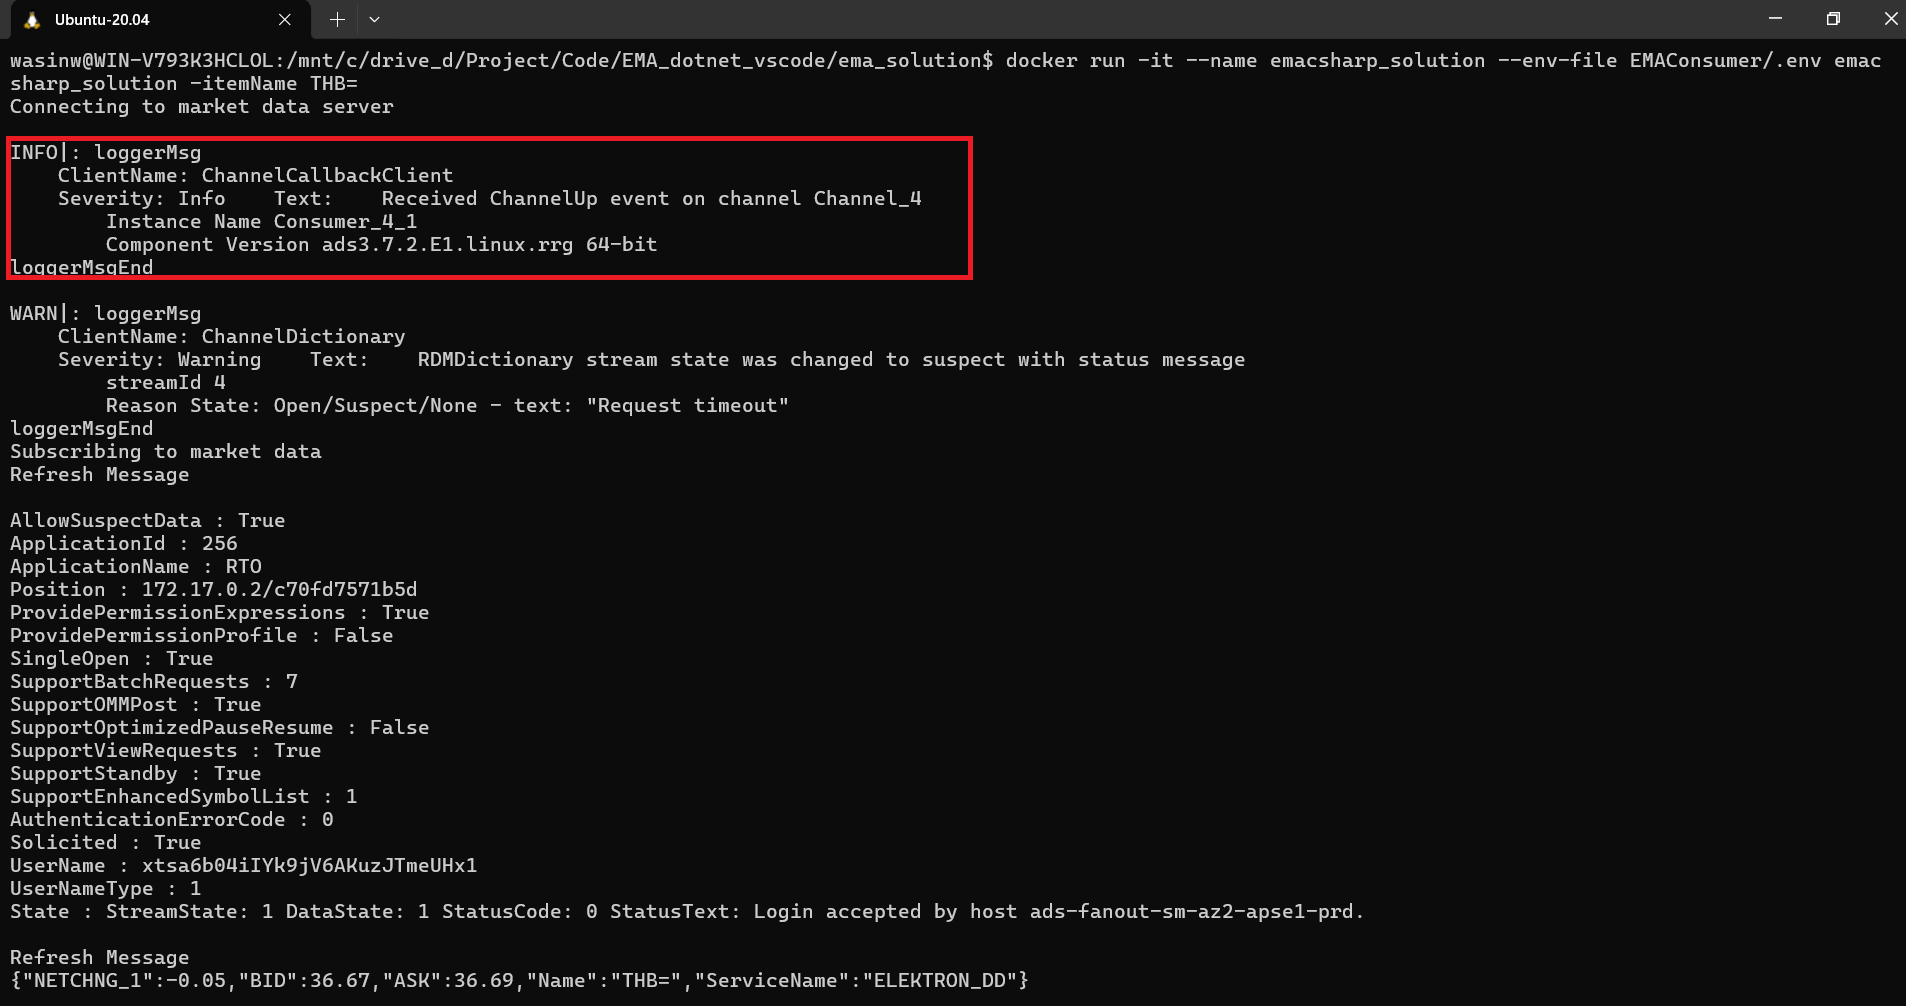 Ubuntu-20.04
wasinw@WIN-V793K3HCLOL:/mnt/c/drive_d/Project/Code/EMA_dotnet_vscode/ema_solution$ docker run -it --name emacsharp_solution --env-file EMAConsumer/.env emac
sharp_solution -itemName THB=
Connecting to market data server
INFO|: loggerMsg
    ClientName: ChannelCallbackClient
    Severity: Info    Text:    Received ChannelUp event on channel Channel_4
        Instance Name Consumer_4_1
        Component Version ads3.7.2.E1.linux.rrg 64-bit
loggerMsgEnd
WARN|: loggerMsg
    ClientName: ChannelDictionary
    Severity: Warning    Text:    RDMDictionary stream state was changed to suspect with status message
        streamId 4
        Reason State: Open/Suspect/None - text: "Request timeout"
loggerMsgEnd
Subscribing to market data
Refresh Message
AllowSuspectData : True
ApplicationId : 256
ApplicationName : RTO
Position : 172.17.0.2/c70fd7571b5d
ProvidePermissionExpressions : True
ProvidePermissionProfile : False
SingleOpen : True
SupportBatchRequests : 7
SupportOMMPost : True
SupportOptimizedPauseResume : False
SupportViewRequests : True
SupportStandby : True
SupportEnhancedSymbolList : 1
AuthenticationErrorCode : 0
Solicited : True
UserName : xtsa6b04iIYk9jV6AKuzJTmeUHx1
UserNameType : 1
State : StreamState: 1 DataState: 1 StatusCode: 0 StatusText: Login accepted by host ads-fanout-sm-az2-apse1-prd.
Refresh Message
{"NETCHNG_1":-0.05,"BID":36.67,"ASK":36.69,"Name":"THB=","ServiceName":"ELEKTRON_DD"}